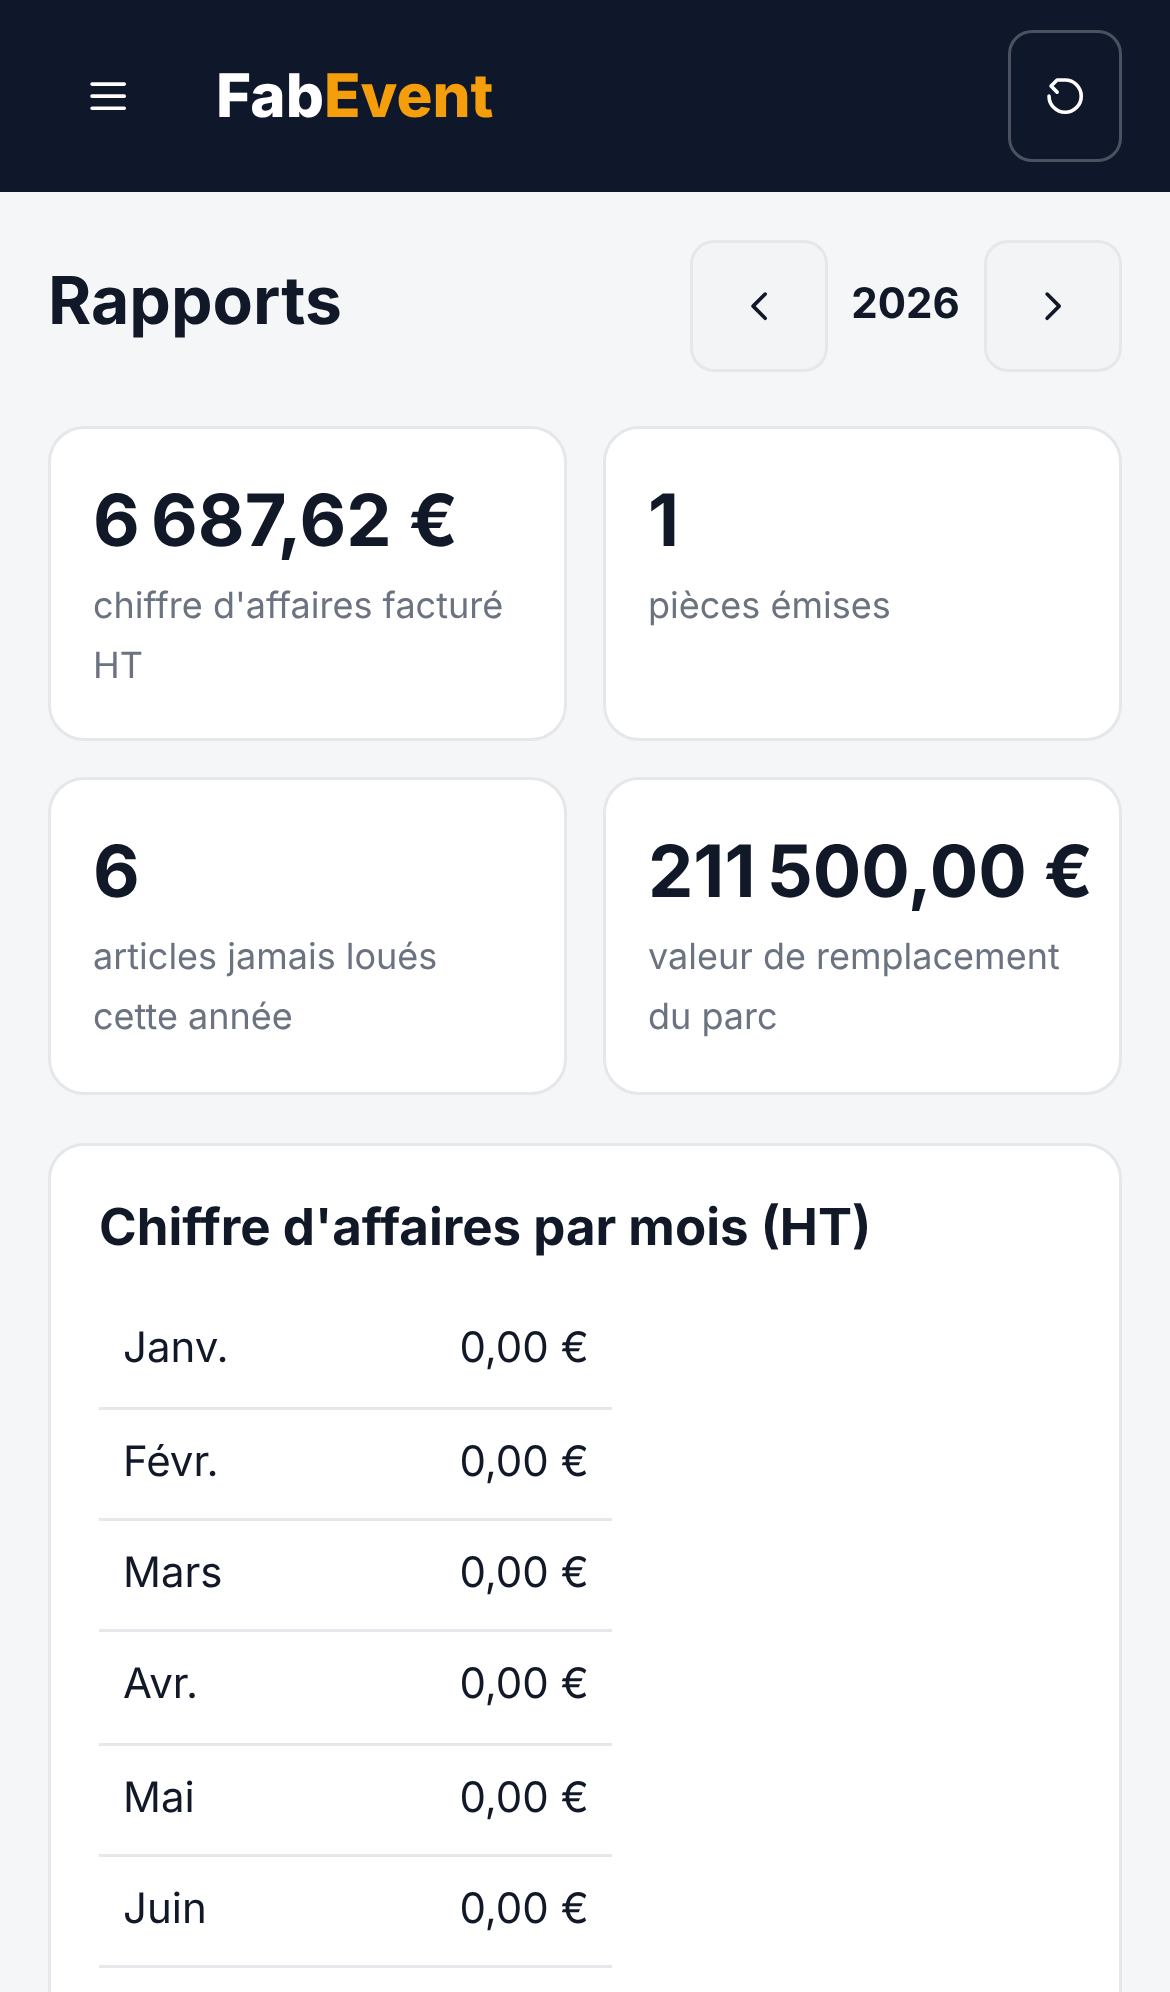 FabEvent
Rapports
2026
6 687,62 €
chiffre d'affaires facturé
HT
1
pièces émises
6
articles jamais loués
cette année
211 500,00 €
valeur de remplacement
du parc
Chiffre d'affaires par mois (HT)
Janv. 0,00 €
Févr. 0,00 €
Mars 0,00 €
Avr. 0,00 €
Mai 0,00 €
Juin 0,00 €